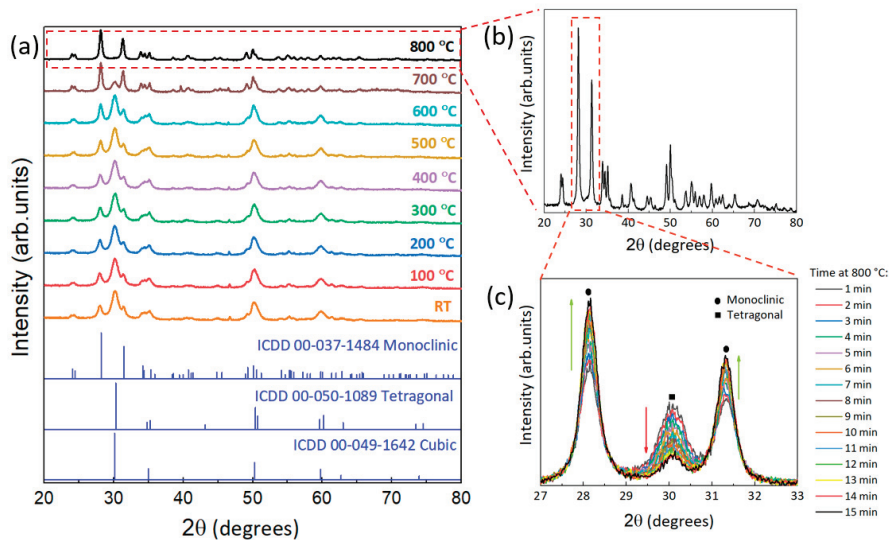 (a)
800 °C
700 °C
600 °C
500 °C
400 °C
300 °C
200 °C
100 °C
RT
ICDD 00-037-1484 Monoclinic
ICDD 00-050-1089 Tetragonal
ICDD 00-049-1642 Cubic
Intensity (arb.units)
20 30 40 50 60 70 80
2θ (degrees)
(b)
Intensity (arb.units)
20 30 40 50 60 70 80
2θ (degrees)
(c)
Monoclinic
Tetragonal
Intensity (arb.units)
27 28 29 30 31 32 33
2θ (degrees)
Time at 800 °C:
1 min
2 min
3 min
4 min
5 min
6 min
7 min
8 min
9 min
10 min
11 min
12 min
13 min
14 min
15 min